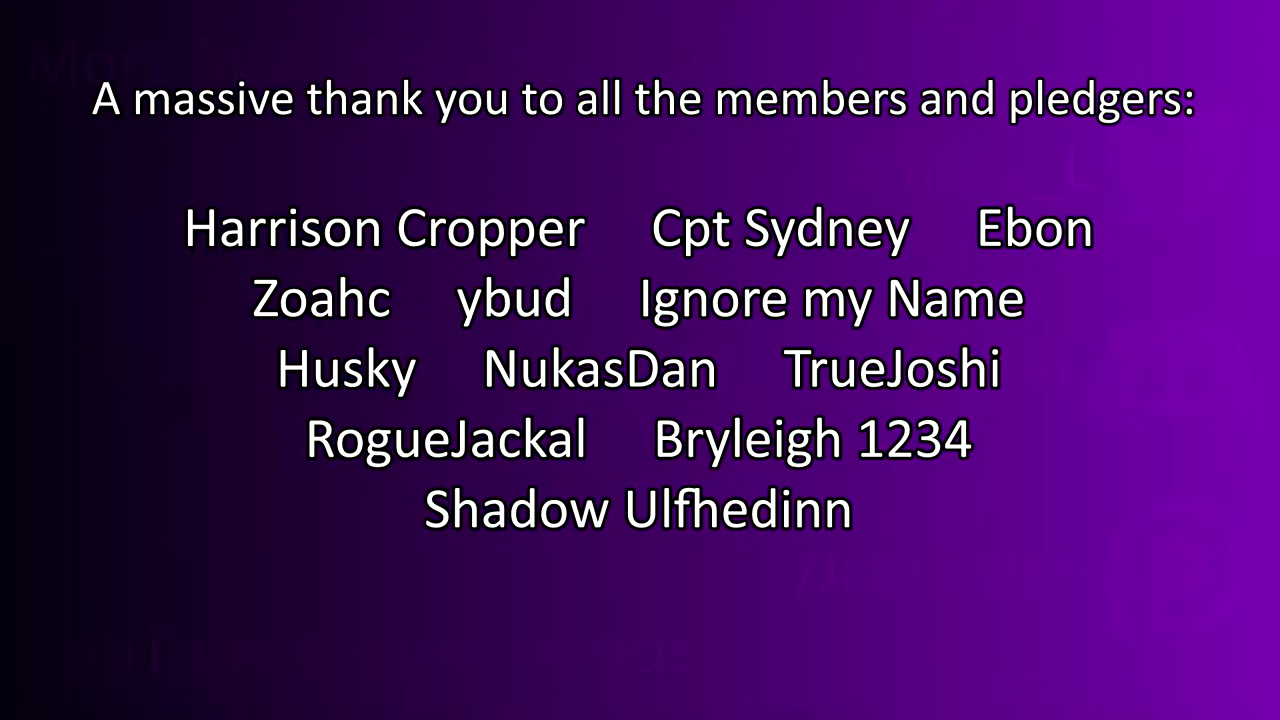 A massive thank you to all the members and pledgers:
Harrison Cropper Cpt Sydney Ebon
Zoahc ybud Ignore my Name
Husky NukasDan TrueJoshi
RogueJackal Bryleigh 1234
Shadow Ulfhedinn